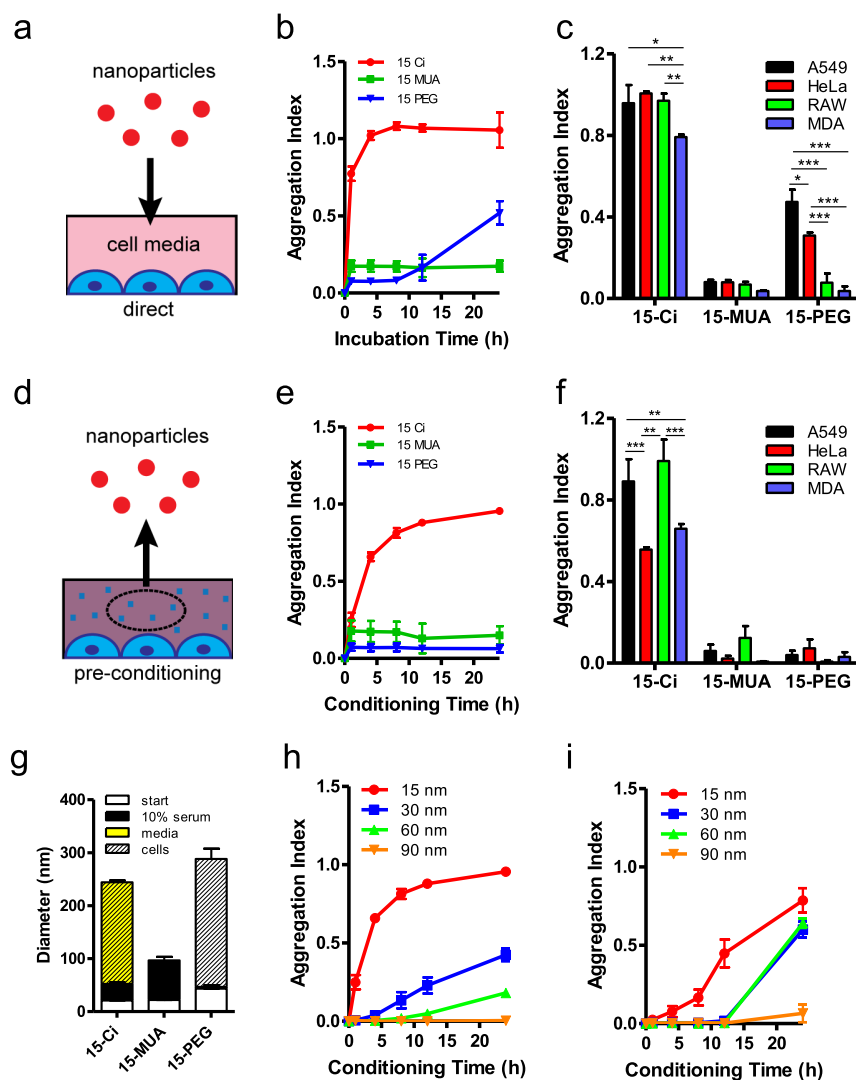 a
nanoparticles
cell media
direct
b
15 Ci
15 MUA
15 PEG
Aggregation Index
1.5
1.0
0.5
0.0
0 5 10 15 20
Incubation Time (h)
c
A549
HeLa
RAW
MDA
* ** ** *** *** * *** ***
Aggregation Index
1.2
0.8
0.4
0.0
15-Ci 15-MUA 15-PEG
d
nanoparticles
pre-conditioning
e
15 Ci
15 MUA
15 PEG
Aggregation Index
1.5
1.0
0.5
0.0
0 5 10 15 20
Conditioning Time (h)
f
A549
HeLa
RAW
MDA
** *** ** ***
Aggregation Index
1.2
0.8
0.4
0.0
15-Ci 15-MUA 15-PEG
g
start
10% serum
media
cells
Diameter (nm)
400
300
200
100
0
15-Ci 15-MUA 15-PEG
h
15 nm
30 nm
60 nm
90 nm
Aggregation Index
1.5
1.0
0.5
0.0
0 5 10 15 20
Conditioning Time (h)
i
15 nm
30 nm
60 nm
90 nm
Aggregation Index
1.5
1.0
0.5
0.0
0 5 10 15 20
Conditioning Time (h)